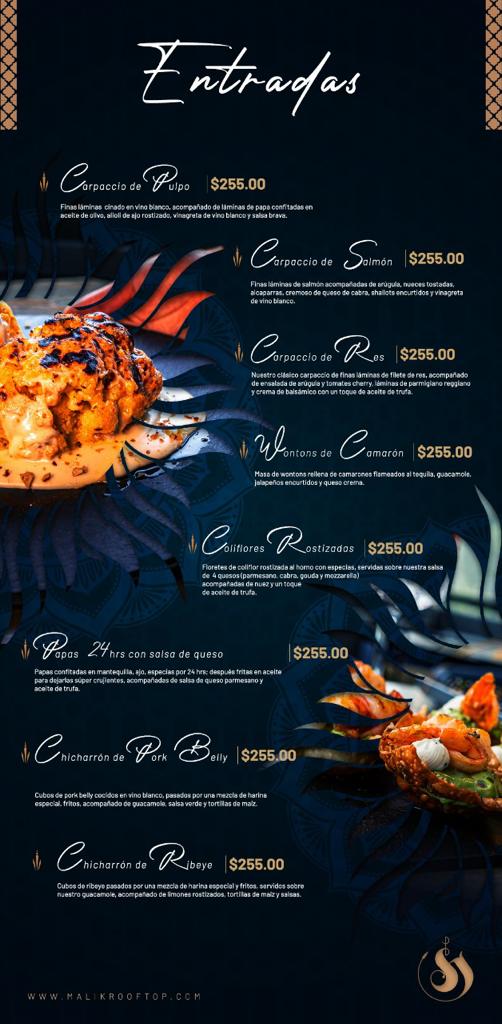 Entradas
Carpaccio de Pulpo $255.00
Finas láminas cinado en vino blanco, acompañado de láminas de papa confitadas en
aceite de olivo, alioli de ajo rostizado, vinagreta de vino blanco y salsa brava.
Carpaccio de Salmón $255.00
Finas láminas de salmón acompañadas de arúgula, nueces tostadas,
alcaparras, cremoso de queso de cabra, shallots encurtidos y vinagreta
de vino blanco.
Carpaccio de Res $255.00
Nuestro clásico carpaccio de finas láminas de filete de res, acompañado
de ensalada de arúgula y tomates cherry, láminas de parmigiano reggiano
y crema de balsámico con un toque de aceite de trufa.
Wontons de Camarón $255.00
Masa de wontons rellena de camarones flameados al tequila, guacamole,
jalapeños encurtidos y queso crema.
Coliflores Rostizadas $255.00
Floretes de coliflor rostizada al horno con especias, servidas sobre nuestra salsa
de 4 quesos (parmesano, cabra, gouda y mozzarella)
acompañadas de nuez y un toque
de aceite de trufa.
Papas 24hrs con salsa de queso $255.00
Papas confitadas en mantequilla, ajo, especias por 24 hrs; después fritas en aceite
para dejarlas súper crujientes, acompañadas de salsa de queso parmesano y
aceite de trufa.
Chicharrón de Pork Belly $255.00
Cubos de pork belly cocidos en vino blanco, pasados por una mezcla de harina
especial, fritos, acompañado de guacamole, salsa verde y tortillas de maíz.
Chicharrón de Ribeye $255.00
Cubos de ribeye pasados por una mezcla de harina especial y fritos, servidos sobre
nuestro guacamole, acompañado de limones rostizados, tortillas de maíz y salsas.
WWW.MALIKROOFTOP.COM